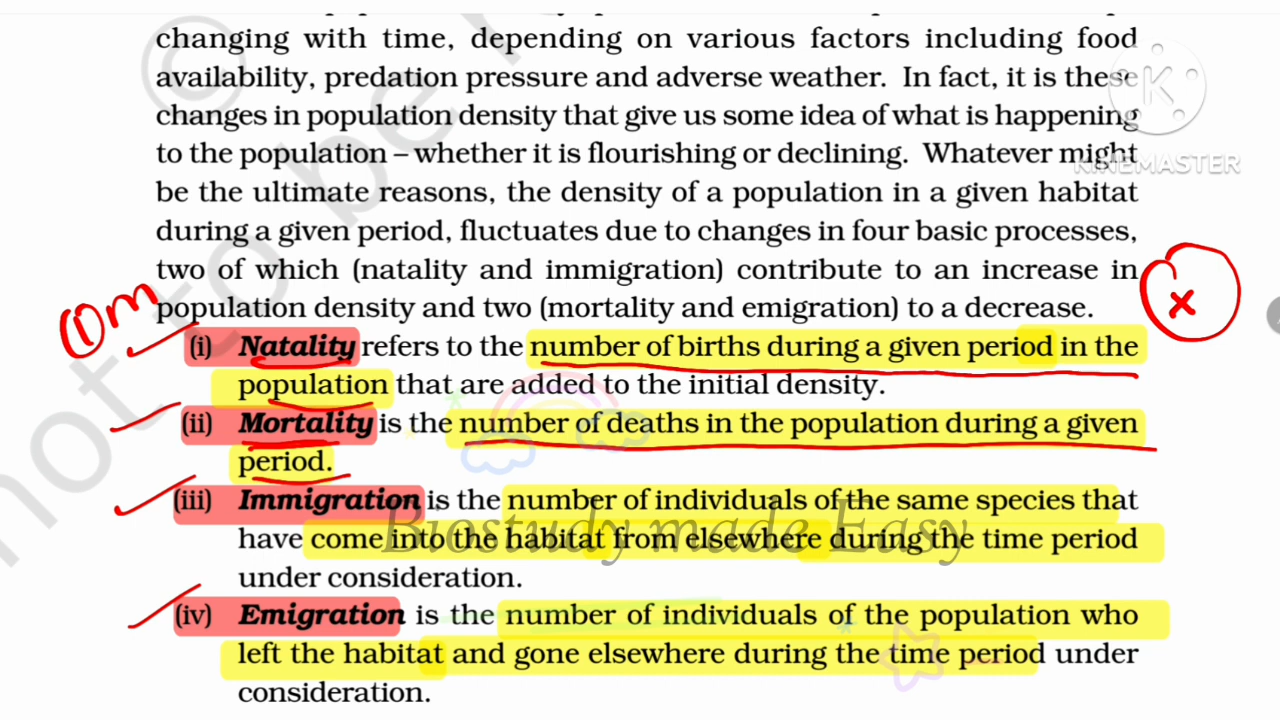 changing with time, depending on various factors including food
availability, predation pressure and adverse weather. In fact, it is these
changes in population density that give us some idea of what is happening
to the population – whether it is flourishing or declining. Whatever might
KINEMASTER
be the ultimate reasons, the density of a population in a given habitat
during a given period, fluctuates due to changes in four basic processes,
two of which (natality and immigration) contribute to an increase in
population density and two (mortality and emigration) to a decrease.
(1)m
x
(i) Natality refers to the number of births during a given period in the
population that are added to the initial density.
(ii) Mortality is the number of deaths in the population during a given
period.
(iii) Immigration is the number of individuals of the same species that
have come into the habitat from elsewhere during the time period
Biostudy made Easy
under consideration.
(iv) Emigration is the number of individuals of the population who
left the habitat and gone elsewhere during the time period under
consideration.
© not to be